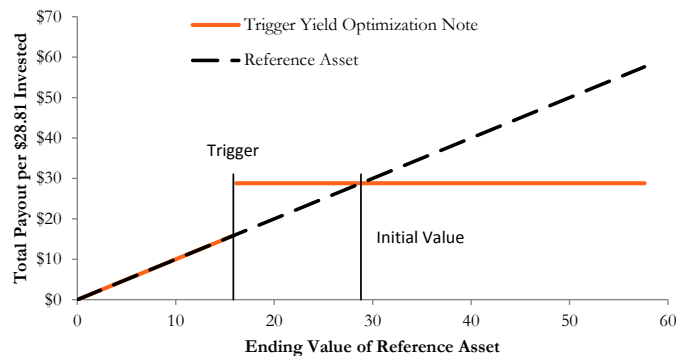 Trigger Yield Optimization Note
Reference Asset
Total Payout per $28.81 Invested
$70
$60
$50
$40
$30
$20
$10
$0
Trigger
Initial Value
0
10
20
30
40
50
60
Ending Value of Reference Asset